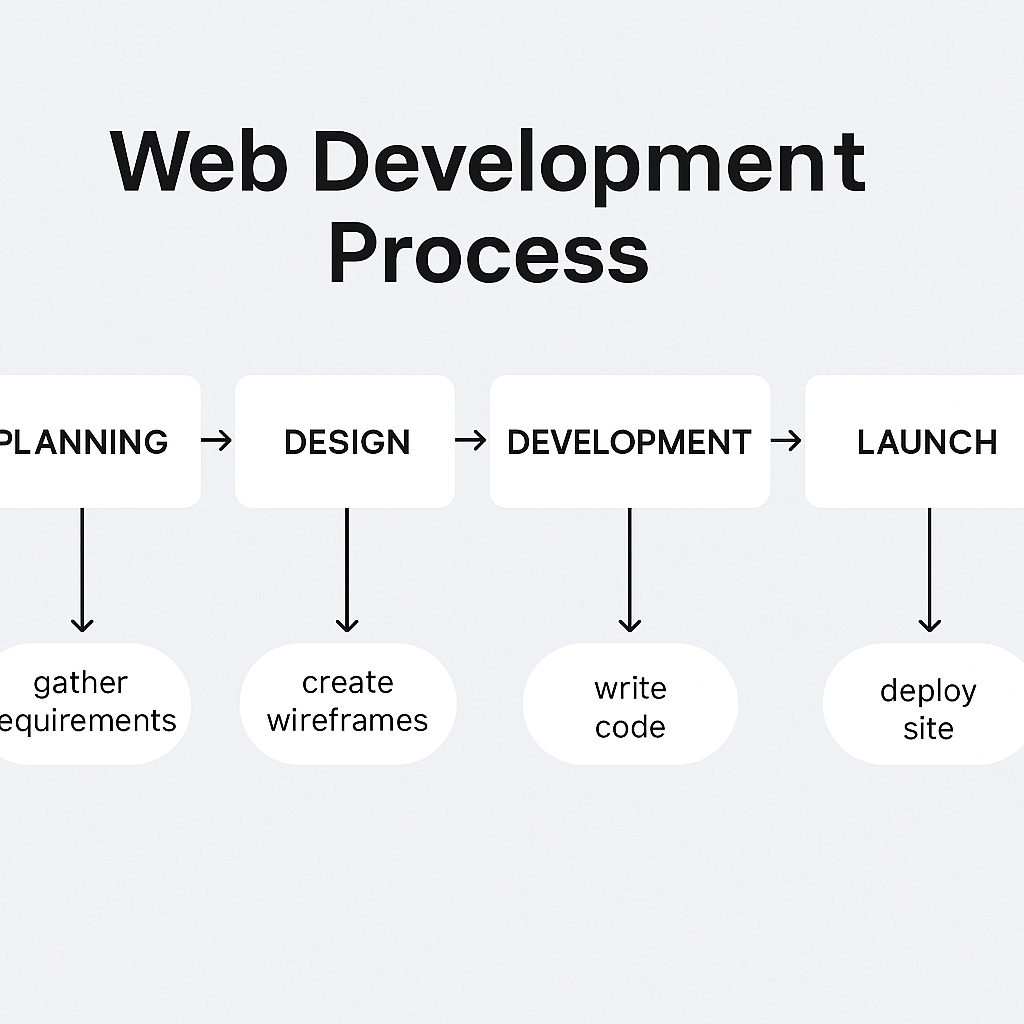 Web Development
Process
PLANNING
DESIGN
DEVELOPMENT
LAUNCH
gather
equirements
create
wireframes
write
code
deploy
site